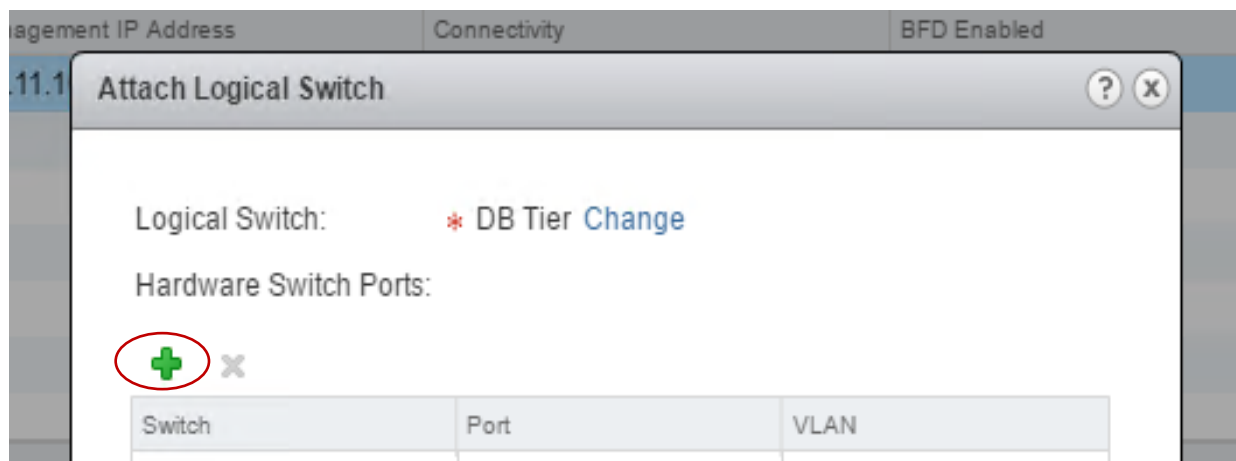 agement IP Address Connectivity BFD Enabled
.11.1
Attach Logical Switch ? x
Logical Switch: * DB Tier Change
Hardware Switch Ports:
Switch Port VLAN